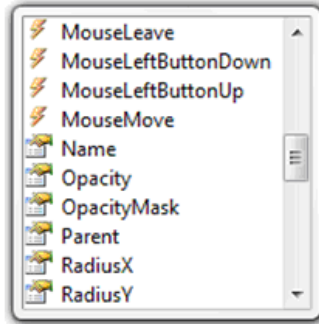 MouseLeave
MouseLeftButtonDown
MouseLeftButtonUp
MouseMove
Name
Opacity
OpacityMask
Parent
RadiusX
RadiusY